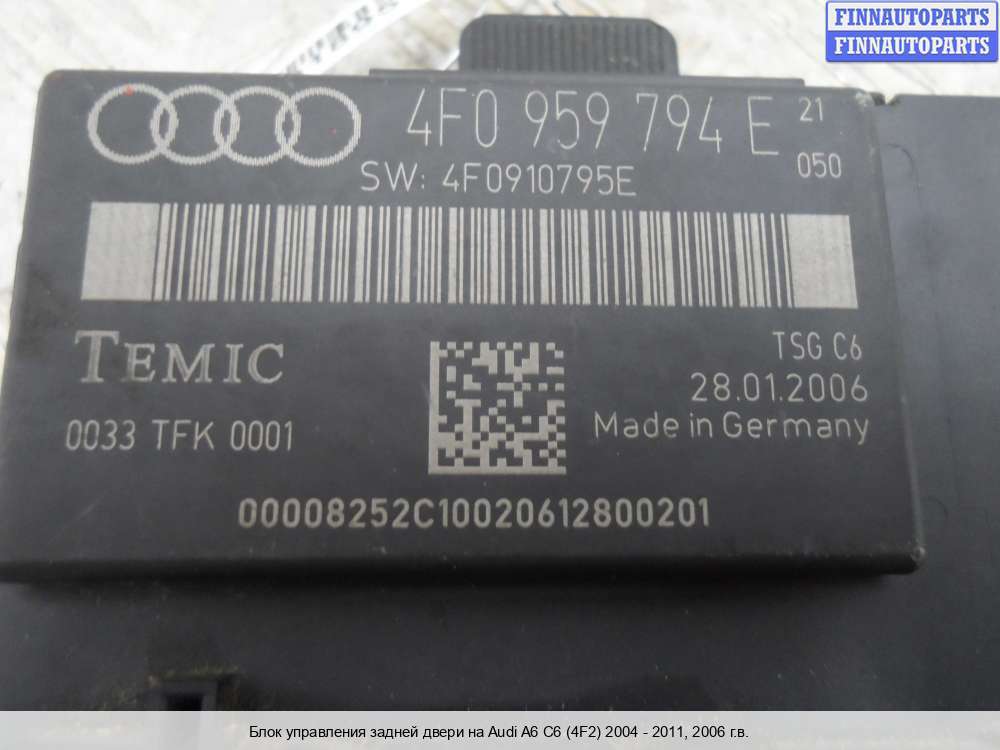 FINNAUTOPARTS
FINNAUTOPARTS
4F0 959 794 E 21
050
SW: 4F0910795E
TEMIC
TSG C6
28.01.2006
0033 TFK 0001
Made in Germany
00008252C10020612800201
Блок управления задней двери на Audi A6 C6 (4F2) 2004 - 2011, 2006 г.в.